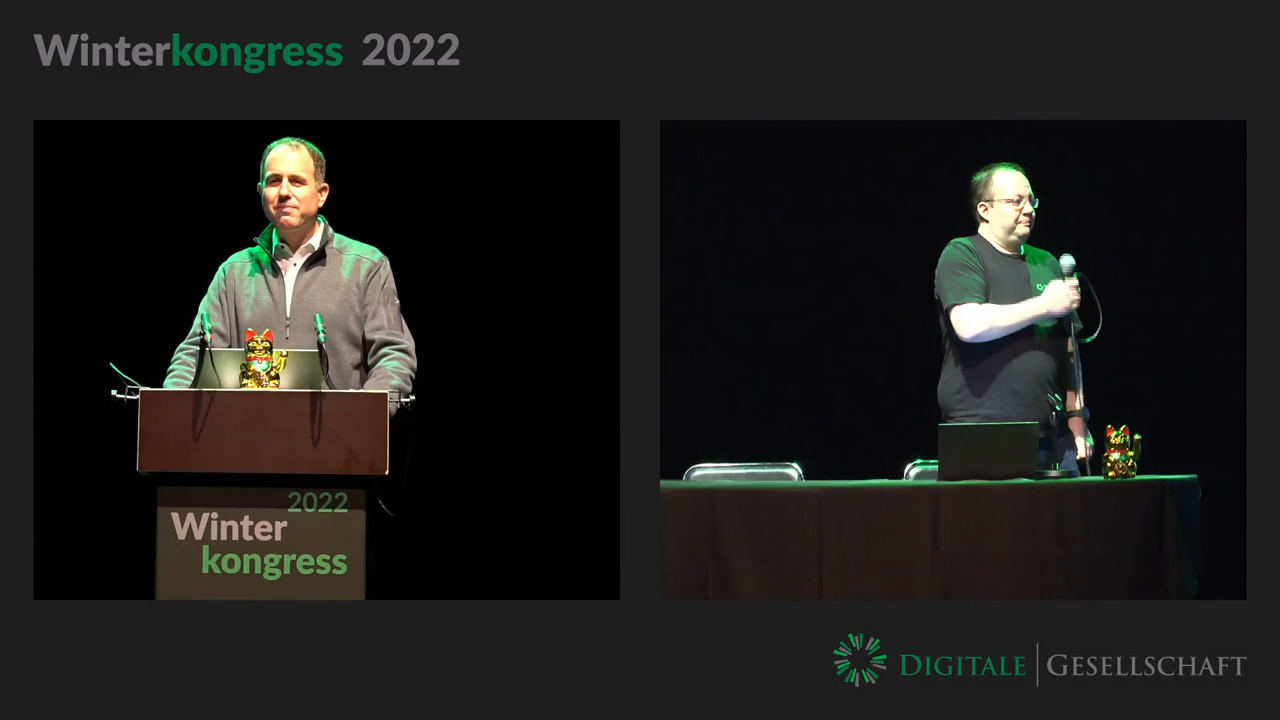 Winterkongress 2022
2022
Winter
kongress
DIGITALE | GESELLSCHAFT